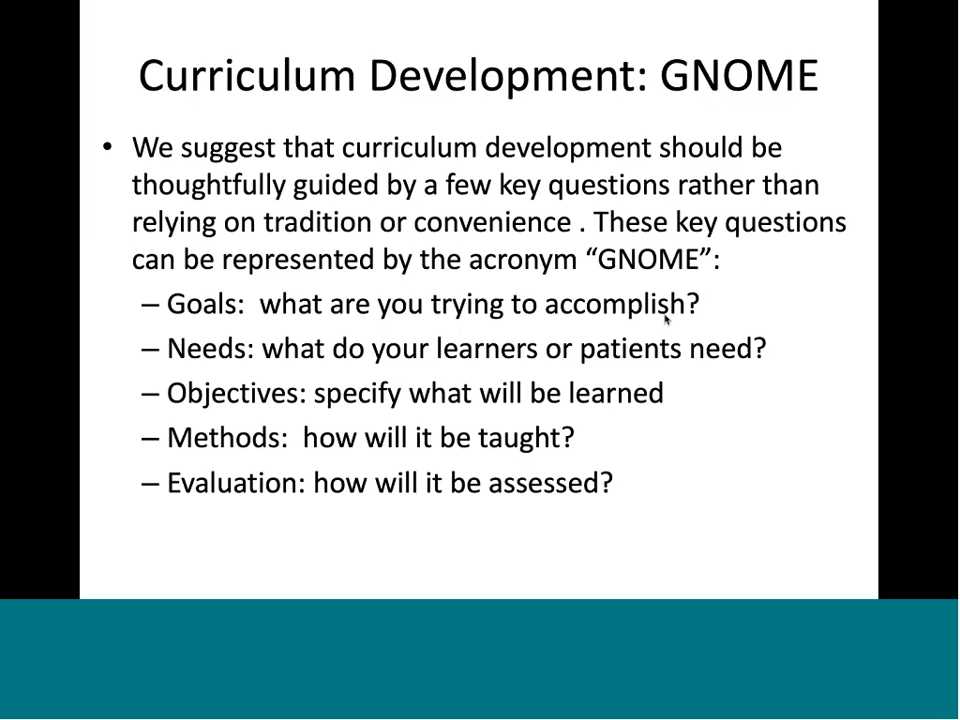 Curriculum Development: GNOME
• We suggest that curriculum development should be
thoughtfully guided by a few key questions rather than
relying on tradition or convenience . These key questions
can be represented by the acronym “GNOME”:
– Goals:  what are you trying to accomplish?
– Needs: what do your learners or patients need?
– Objectives: specify what will be learned
– Methods:  how will it be taught?
– Evaluation: how will it be assessed?